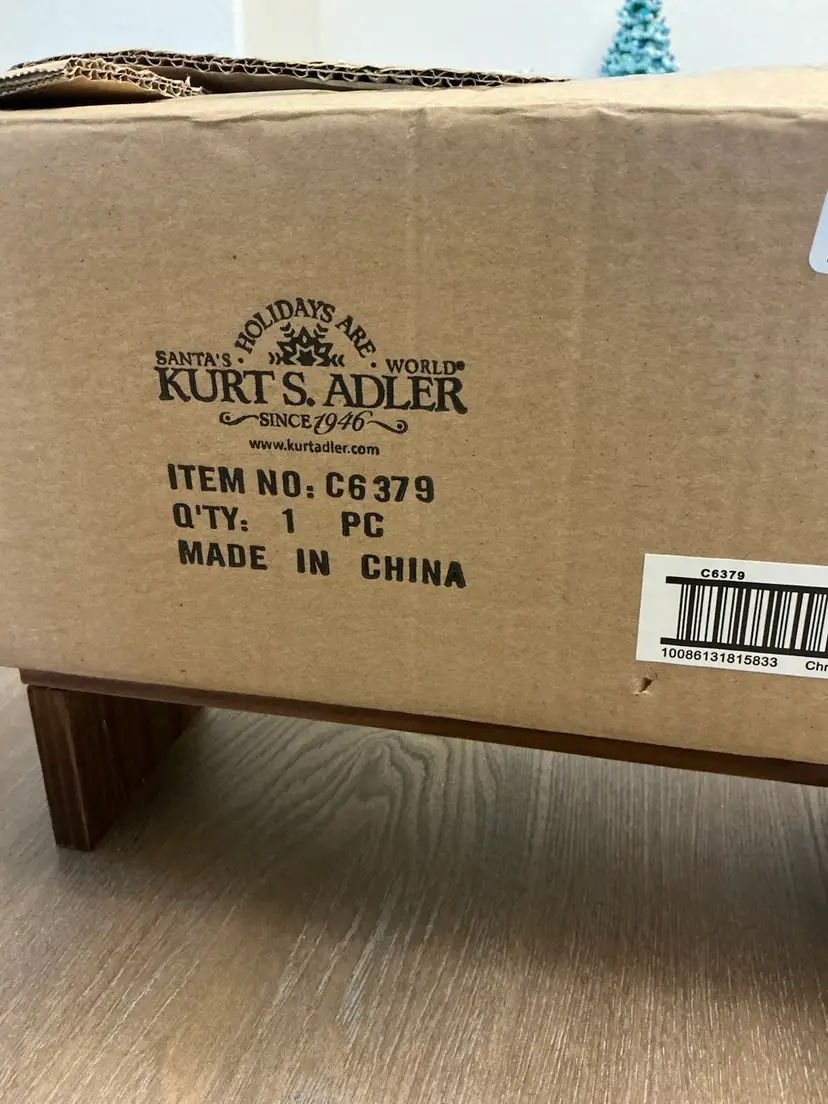 HOLIDAYS ARE
SANTA'S • • WORLD®
KURT S. ADLER
SINCE 1946
www.kurtadler.com
ITEM NO: C6379
Q'TY: 1 PC
MADE IN CHINA
C6379
10086131815833 Chr